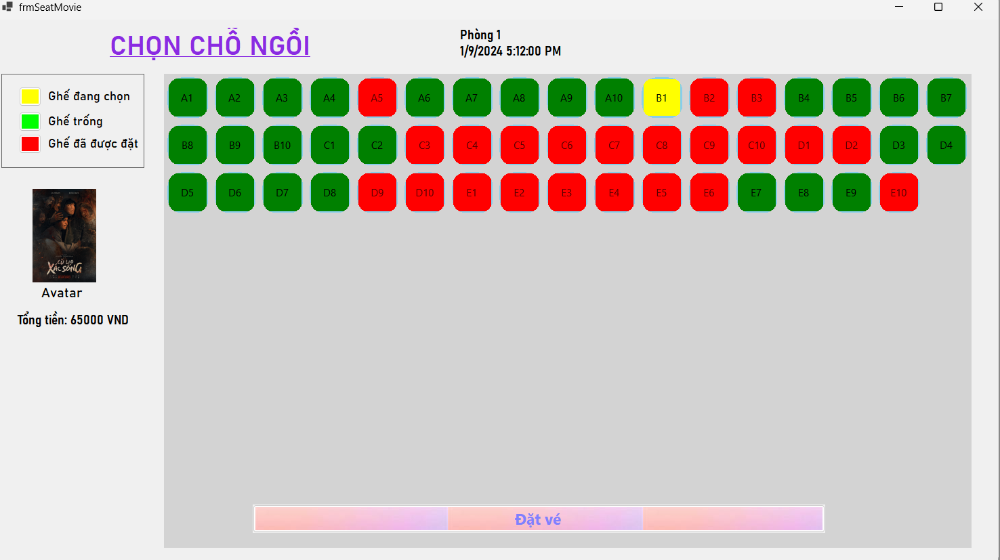 frmSeatMovie
CHỌN CHỖ NGỒI
Phòng 1
1/9/2024 5:12:00 PM
Ghế đang chọn
Ghế trống
Ghế đã được đặt
A1 A2 A3 A4 A5 A6 A7 A8 A9 A10 B1 B2 B3 B4 B5 B6 B7
B8 B9 B10 C1 C2 C3 C4 C5 C6 C7 C8 C9 C10 D1 D2 D3 D4
D5 D6 D7 D8 D9 D10 E1 E2 E3 E4 E5 E6 E7 E8 E9 E10
CÙ LAO
XÁC SỐNG
Avatar
Tổng tiền: 65000 VND
Đặt vé